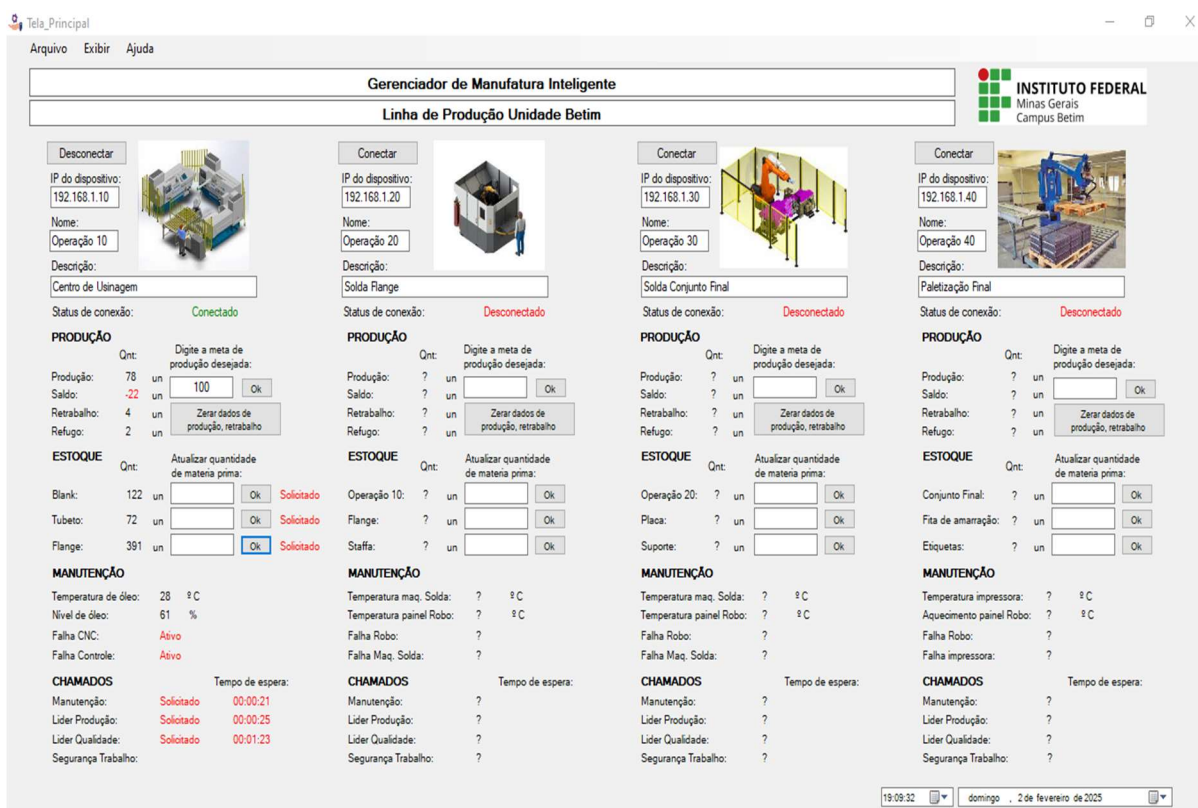 Tela_Principal
Arquivo Exibir Ajuda
Gerenciador de Manufatura Inteligente
Linha de Produção Unidade Betim
INSTITUTO FEDERAL
Minas Gerais
Campus Betim
Desconectar
IP do dispositivo:
192.168.1.10
Nome:
Operação 10
Descrição:
Centro de Usinagem
Status de conexão: Conectado
PRODUÇÃO
Qnt:
Digite a meta de
produção desejada:
Produção: 78 un
100 Ok
Saldo: -22 un
Retrabalho: 4 un
Zerar dados de
produção, retrabalho
Refugo: 2 un
ESTOQUE
Qnt:
Atualizar quantidade
de materia prima:
Blank: 122 un Ok Solicitado
Tubeto: 72 un Ok Solicitado
Flange: 391 un Ok Solicitado
MANUTENÇÃO
Temperatura de óleo: 28 º C
Nivel de óleo: 61 %
Falha CNC: Ativo
Falha Controle: Ativo
CHAMADOS Tempo de espera:
Manutenção: Solicitado 00:00:21
Lider Produção: Solicitado 00:00:25
Lider Qualidade: Solicitado 00:01:23
Segurança Trabalho:
Conectar
IP do dispositivo:
192.168.1.20
Nome:
Operação 20
Descrição:
Solda Flange
Status de conexão: Desconectado
PRODUÇÃO
Qnt:
Digite a meta de
produção desejada:
Produção: ? un
Ok
Saldo: ? un
Retrabalho: ? un
Zerar dados de
produção, retrabalho
Refugo: ? un
ESTOQUE
Qnt:
Atualizar quantidade
de materia prima:
Operação 10: ? un Ok
Flange: ? un Ok
Staffa: ? un Ok
MANUTENÇÃO
Temperatura maq. Solda: ? º C
Temperatura painel Robo: ? º C
Falha Robo: ?
Falha Maq. Solda: ?
CHAMADOS Tempo de espera:
Manutenção: ?
Lider Produção: ?
Lider Qualidade: ?
Segurança Trabalho: ?
Conectar
IP do dispositivo:
192.168.1.30
Nome:
Operação 30
Descrição:
Solda Conjunto Final
Status de conexão: Desconectado
PRODUÇÃO
Qnt:
Digite a meta de
produção desejada:
Produção: ? un
Ok
Saldo: ? un
Retrabalho: ? un
Zerar dados de
produção, retrabalho
Refugo: ? un
ESTOQUE
Qnt:
Atualizar quantidade
de materia prima:
Operação 20: ? un Ok
Placa: ? un Ok
Suporte: ? un Ok
MANUTENÇÃO
Temperatura maq. Solda: ? º C
Temperatura painel Robo: ? º C
Falha Robo: ?
Falha Maq. Solda: ?
CHAMADOS Tempo de espera:
Manutenção: ?
Lider Produção: ?
Lider Qualidade: ?
Segurança Trabalho: ?
Conectar
IP do dispositivo:
192.168.1.40
Nome:
Operação 40
Descrição:
Paletização Final
Status de conexão: Desconectado
PRODUÇÃO
Qnt:
Digite a meta de
produção desejada:
Produção: ? un
Ok
Saldo: ? un
Retrabalho: ? un
Zerar dados de
produção, retrabalho
Refugo: ? un
ESTOQUE
Qnt:
Atualizar quantidade
de materia prima:
Conjunto Final: ? un Ok
Fita de amarração: ? un Ok
Etiquetas: ? un Ok
MANUTENÇÃO
Temperatura impressora: ? º C
Aquecimento painel Robo: ? º C
Falha Robo: ?
Falha impressora: ?
CHAMADOS Tempo de espera:
Manutenção: ?
Lider Produção: ?
Lider Qualidade: ?
Segurança Trabalho: ?
19:09:32 domingo , 2 de fevereiro de 2025